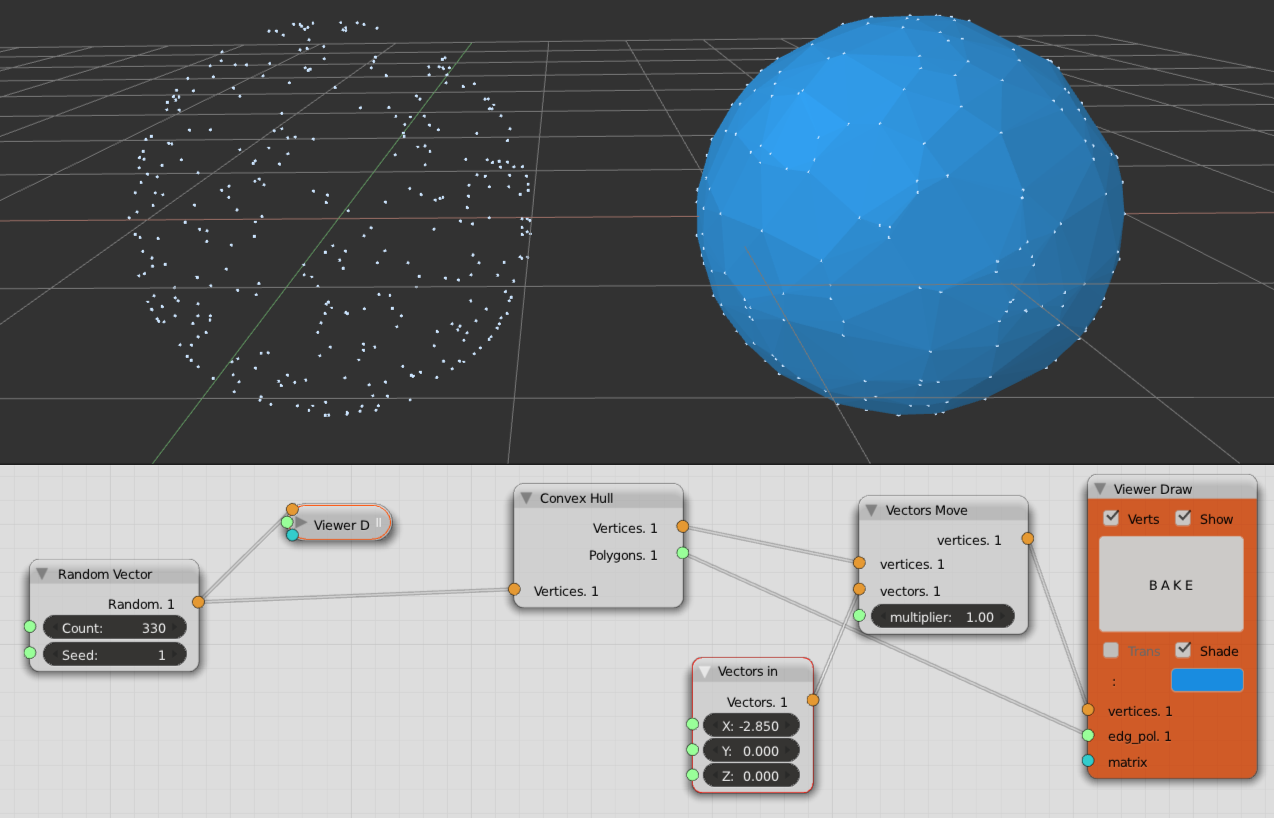 Viewer D
Random Vector
Random. 1
Count: 330
Seed: 1
Convex Hull
Vertices. 1
Polygons. 1
Vertices. 1
Vectors in
Vectors. 1
X: -2.850
Y: 0.000
Z: 0.000
Vectors Move
vertices. 1
vertices. 1
vectors. 1
multiplier: 1.00
Viewer Draw
Verts Show
BAKE
Trans Shade
:
vertices. 1
edg_pol. 1
matrix